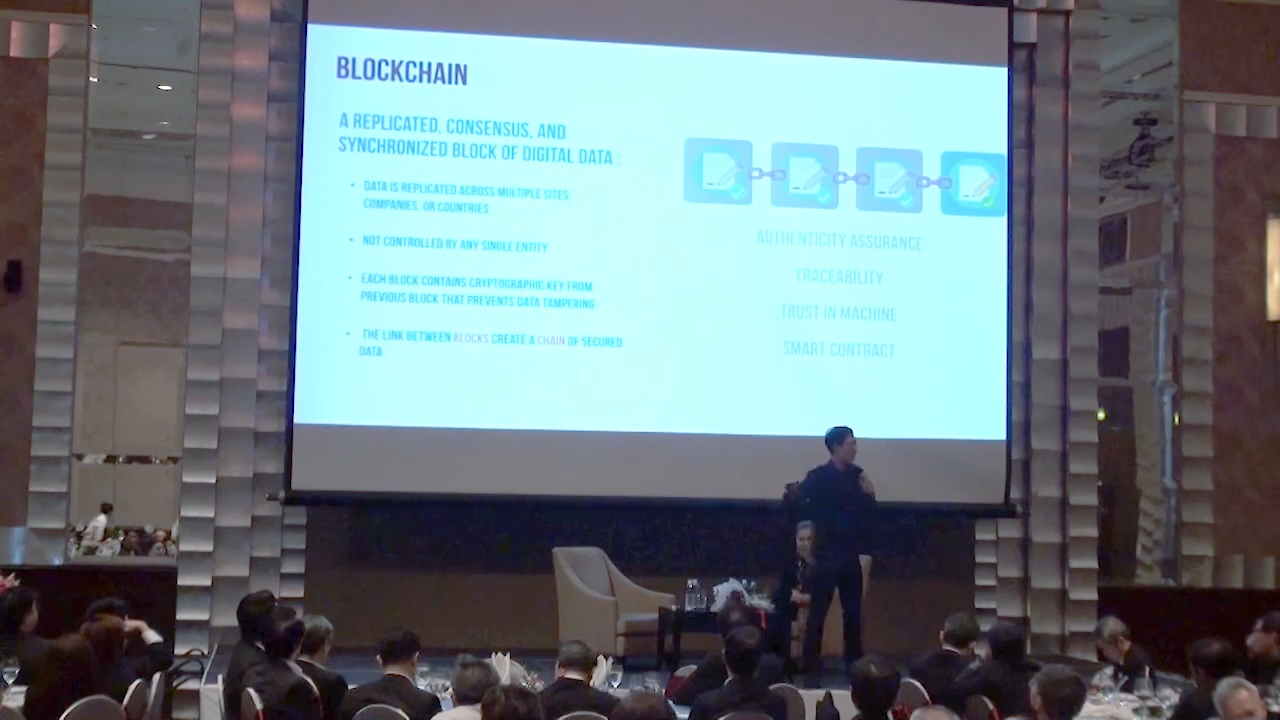 BLOCKCHAIN
A REPLICATED, CONSENSUS, AND
SYNCHRONIZED BLOCK OF DIGITAL DATA :
• DATA IS REPLICATED ACROSS MULTIPLE SITES,
COMPANIES, OR COUNTRIES
• NOT CONTROLLED BY ANY SINGLE ENTITY
• EACH BLOCK CONTAINS CRYPTOGRAPHIC KEY FROM
PREVIOUS BLOCK THAT PREVENTS DATA TAMPERING
• THE LINK BETWEEN BLOCKS CREATE A CHAIN OF SECURED
DATA
AUTHENTICITY ASSURANCE
TRACEABILITY
TRUST IN MACHINE
SMART CONTRACT